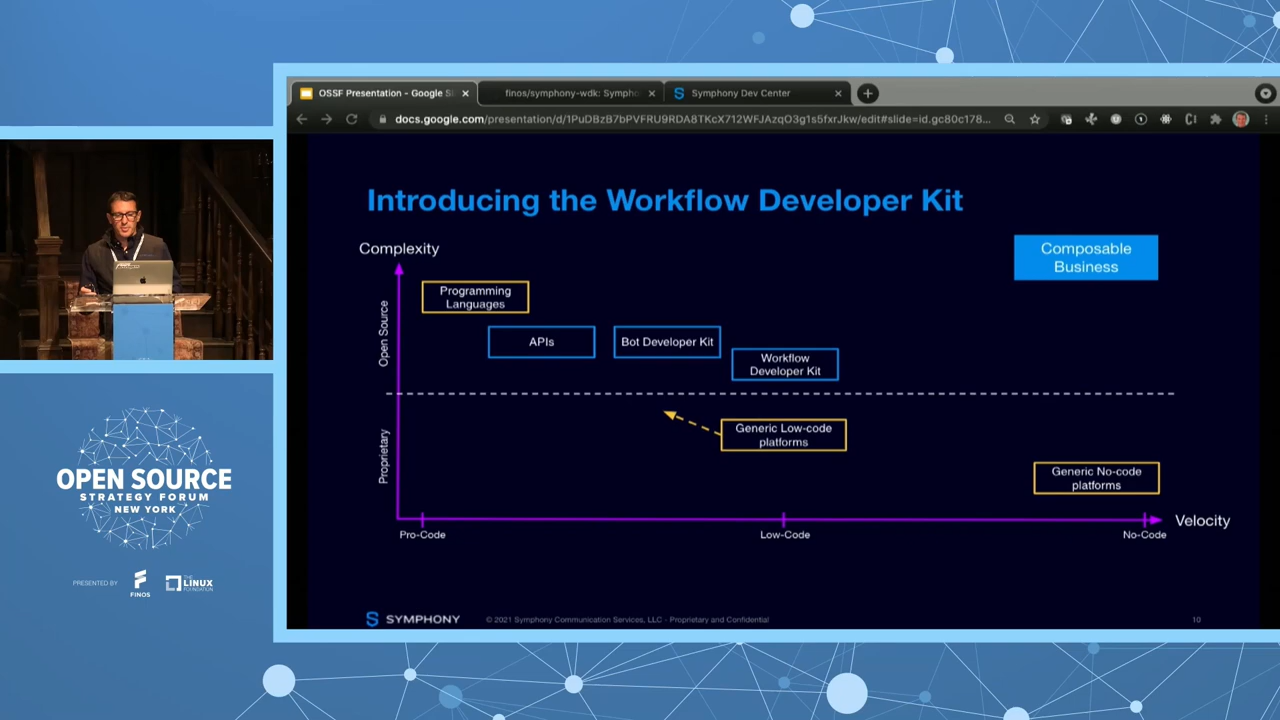 OSSF Presentation - Google Sl
finos/symphony-wdk: Sympho
Symphony Dev Center
docs.google.com/presentation/d/1PuDBzB7bPVFRU9RDA8TKcX712WFJAzqO3g1s5fxrJkw/edit#slide=id.gc80c178...
Introducing the Workflow Developer Kit
Complexity
Composable
Business
Programming
Languages
Open Source
APIs
Bot Developer Kit
Workflow
Developer Kit
Proprietary
Generic Low-code
platforms
Generic No-code
platforms
Velocity
Pro-Code
Low-Code
No-Code
SYMPHONY
© 2021 Symphony Communication Services, LLC - Proprietary and Confidential
10
OPEN SOURCE
STRATEGY FORUM
NEW YORK
PRESENTED BY
FINOS
THE
LINUX
FOUNDATION